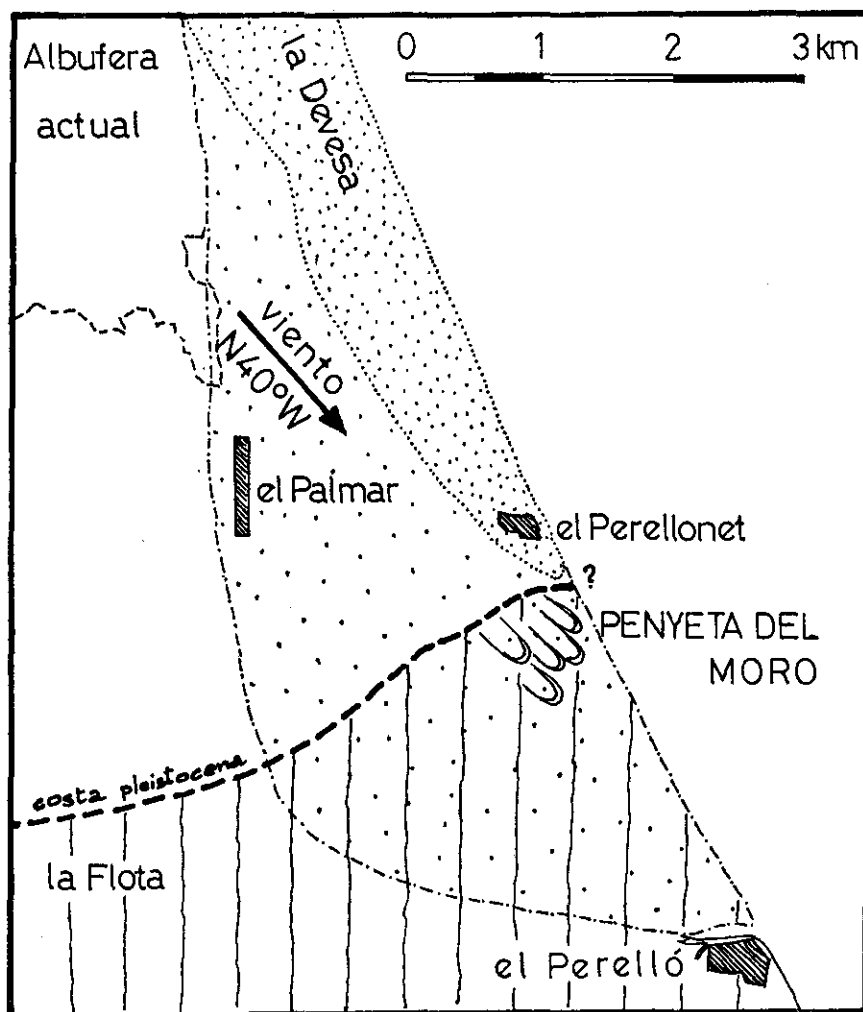 Albufera
actual
la Devesa
0 1 2 3 km
viento
N40ºW
el Palmar
el Perellonet
?
PENYETA DEL
MORO
costa pleistocena
la Flota
el Perelló